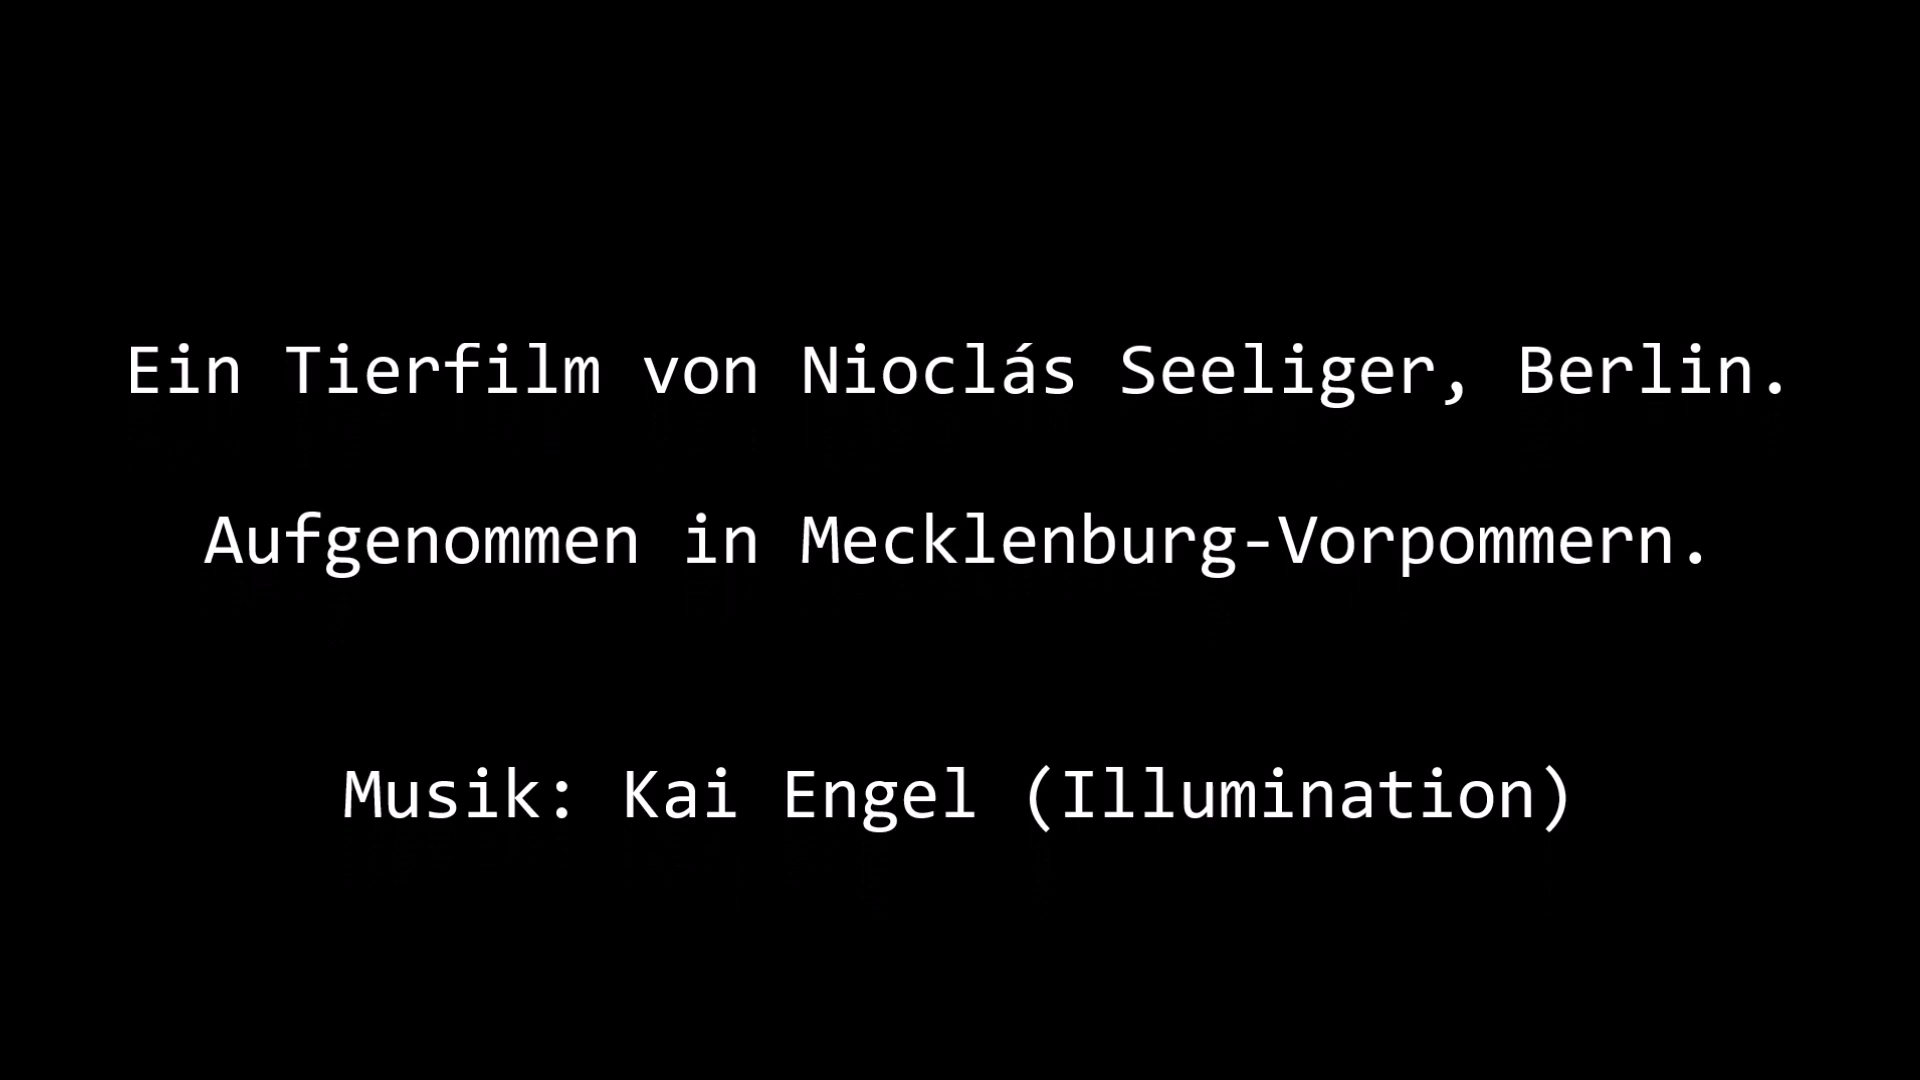 Ein Tierfilm von Nioclás Seeliger, Berlin.
Aufgenommen in Mecklenburg-Vorpommern.
Musik: Kai Engel (Illumination)